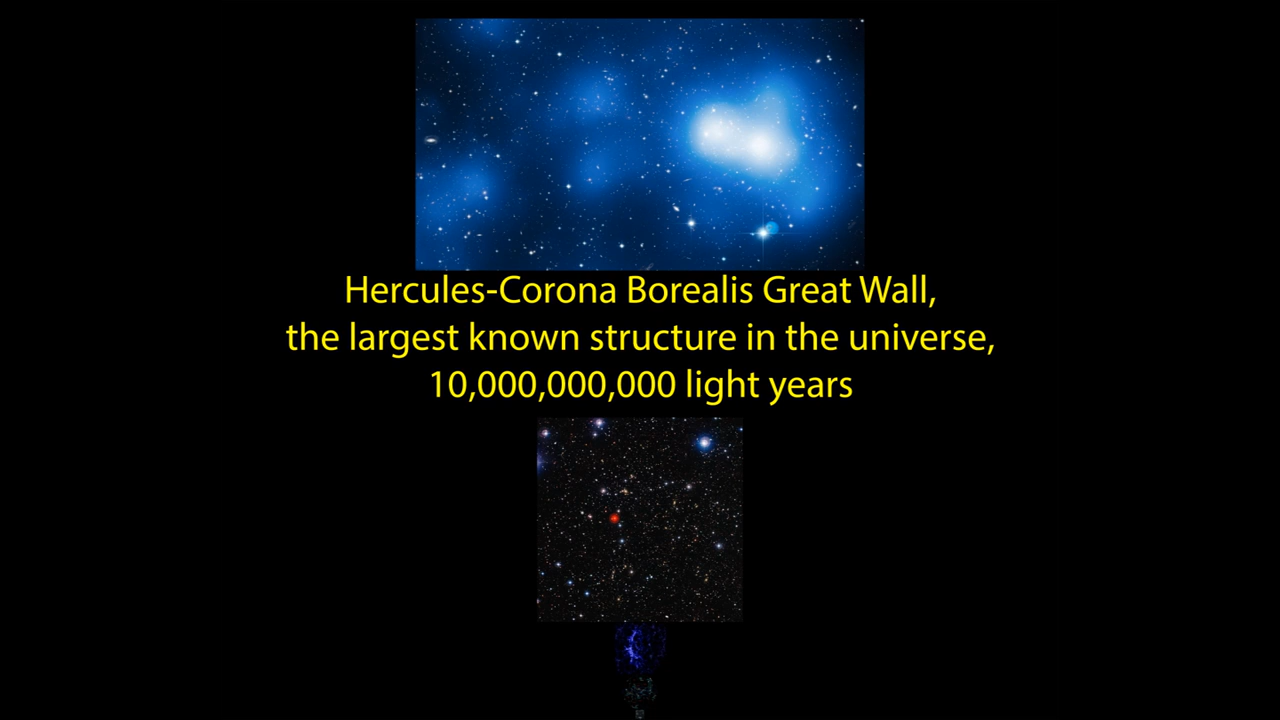 Hercules-Corona Borealis Great Wall,
the largest known structure in the universe,
10,000,000,000 light years